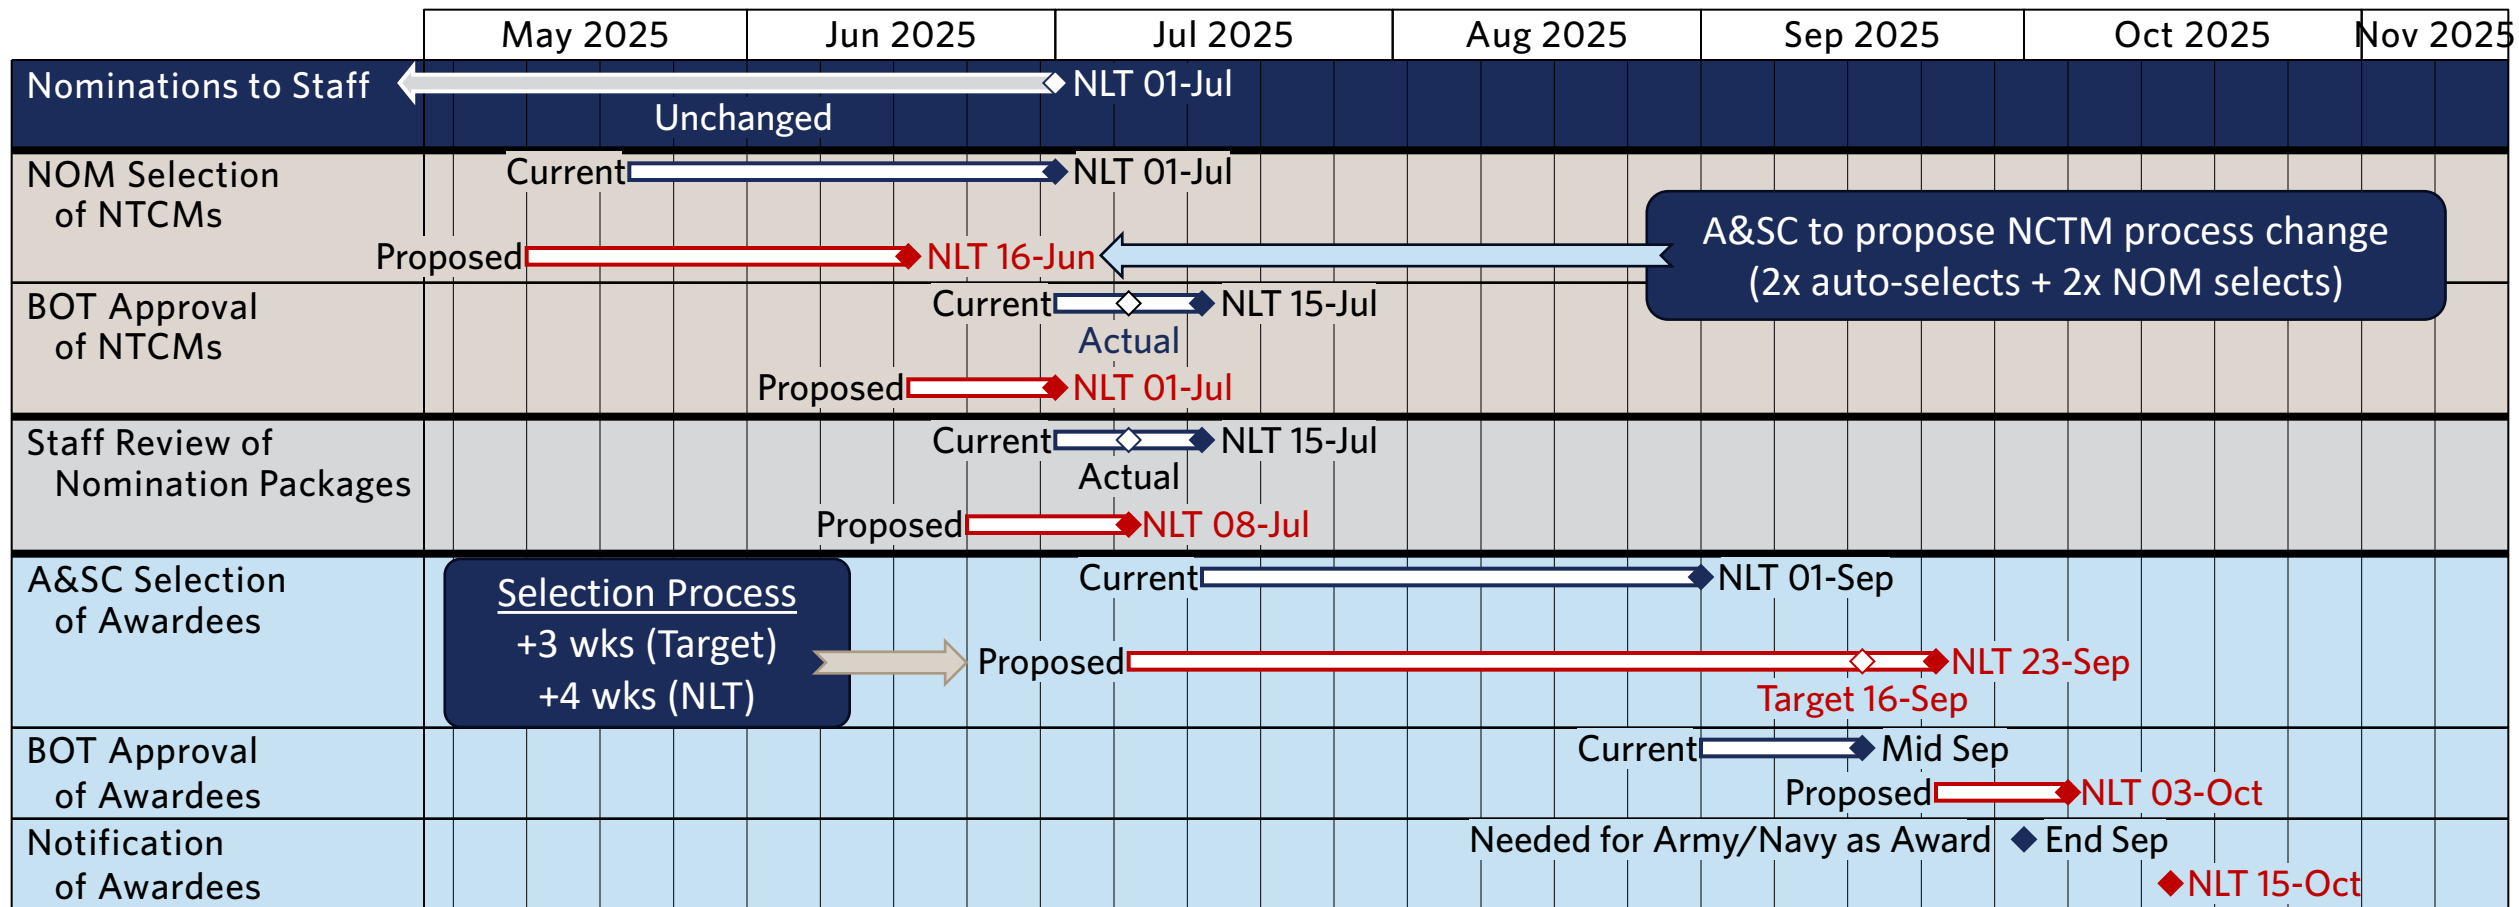 May 2025 Jun 2025 Jul 2025 Aug 2025 Sep 2025 Oct 2025 Nov 2025
Nominations to Staff NLT 01-Jul
Unchanged
NOM Selection
of NTCMs
Current NLT 01-Jul
Proposed NLT 16-Jun
A&SC to propose NCTM process change
(2x auto-selects + 2x NOM selects)
BOT Approval
of NTCMs
Current NLT 15-Jul
Actual
Proposed NLT 01-Jul
Staff Review of
Nomination Packages
Current NLT 15-Jul
Actual
Proposed NLT 08-Jul
A&SC Selection
of Awardees
Selection Process
+3 wks (Target)
+4 wks (NLT)
Current NLT 01-Sep
Proposed NLT 23-Sep
Target 16-Sep
BOT Approval
of Awardees
Current Mid Sep
Proposed NLT 03-Oct
Notification
of Awardees
Needed for Army/Navy as Award End Sep
NLT 15-Oct